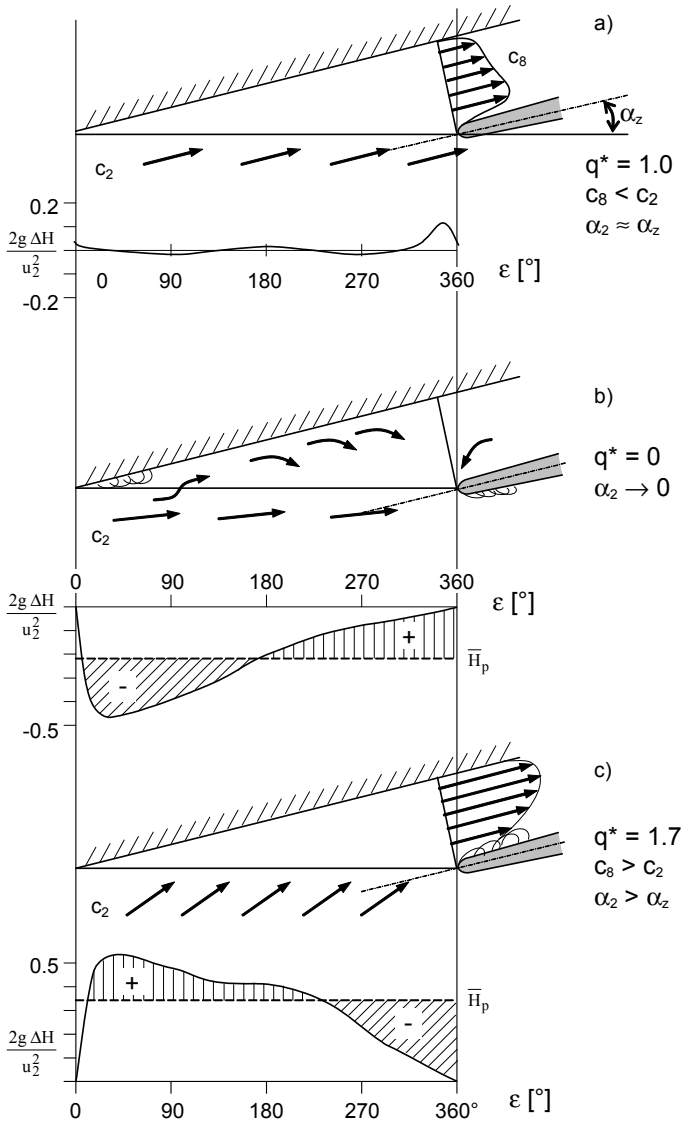 a)
c₈
αz
c₂
q* = 1.0
c₈ < c₂
α₂ ≈ αz
0.2
2g ΔH
u₂²
-0.2
0 90 180 270 360 ε [°]
b)
q* = 0
α₂ → 0
c₂
0 90 180 270 360 ε [°]
2g ΔH
u₂²
+
H̅p
-
-0.5
c)
q* = 1.7
c₈ > c₂
α₂ > αz
c₂
0.5
+
H̅p
-
2g ΔH
u₂²
0 90 180 270 360° ε [°]